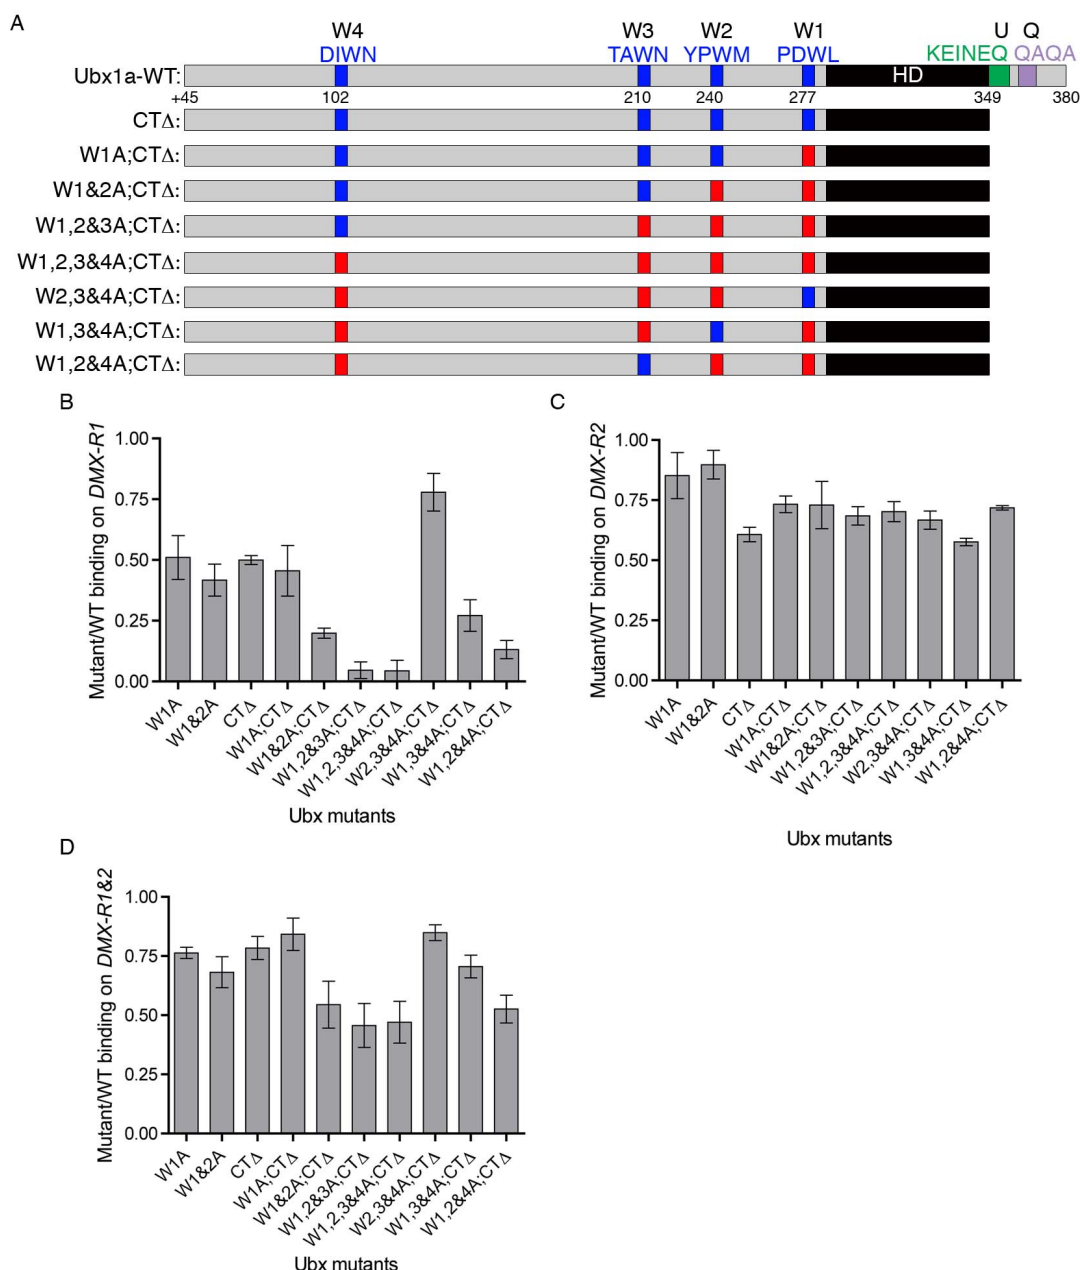 A
W4 W3 W2 W1 U Q
DIWN TAWN YPWM PDWL KEINEQ QAQA
Ubx1a-WT: HD
+45 102 210 240 277 349 380
CTΔ:
W1A;CTΔ:
W1&2A;CTΔ:
W1,2&3A;CTΔ:
W1,2,3&4A;CTΔ:
W2,3&4A;CTΔ:
W1,3&4A;CTΔ:
W1,2&4A;CTΔ:
B
Mutant/WT binding on DMX-R1
1.00
0.75
0.50
0.25
0.00
W1A
W1&2A
CTΔ
W1A;CTΔ
W1&2A;CTΔ
W1,2&3A;CTΔ
W1,2,3&4A;CTΔ
W2,3&4A;CTΔ
W1,3&4A;CTΔ
W1,2&4A;CTΔ
Ubx mutants
C
Mutant/WT binding on DMX-R2
1.00
0.75
0.50
0.25
0.00
W1A
W1&2A
CTΔ
W1A;CTΔ
W1&2A;CTΔ
W1,2&3A;CTΔ
W1,2,3&4A;CTΔ
W2,3&4A;CTΔ
W1,3&4A;CTΔ
W1,2&4A;CTΔ
Ubx mutants
D
Mutant/WT binding on DMX-R1&2
1.00
0.75
0.50
0.25
0.00
W1A
W1&2A
CTΔ
W1A;CTΔ
W1&2A;CTΔ
W1,2&3A;CTΔ
W1,2,3&4A;CTΔ
W2,3&4A;CTΔ
W1,3&4A;CTΔ
W1,2&4A;CTΔ
Ubx mutants